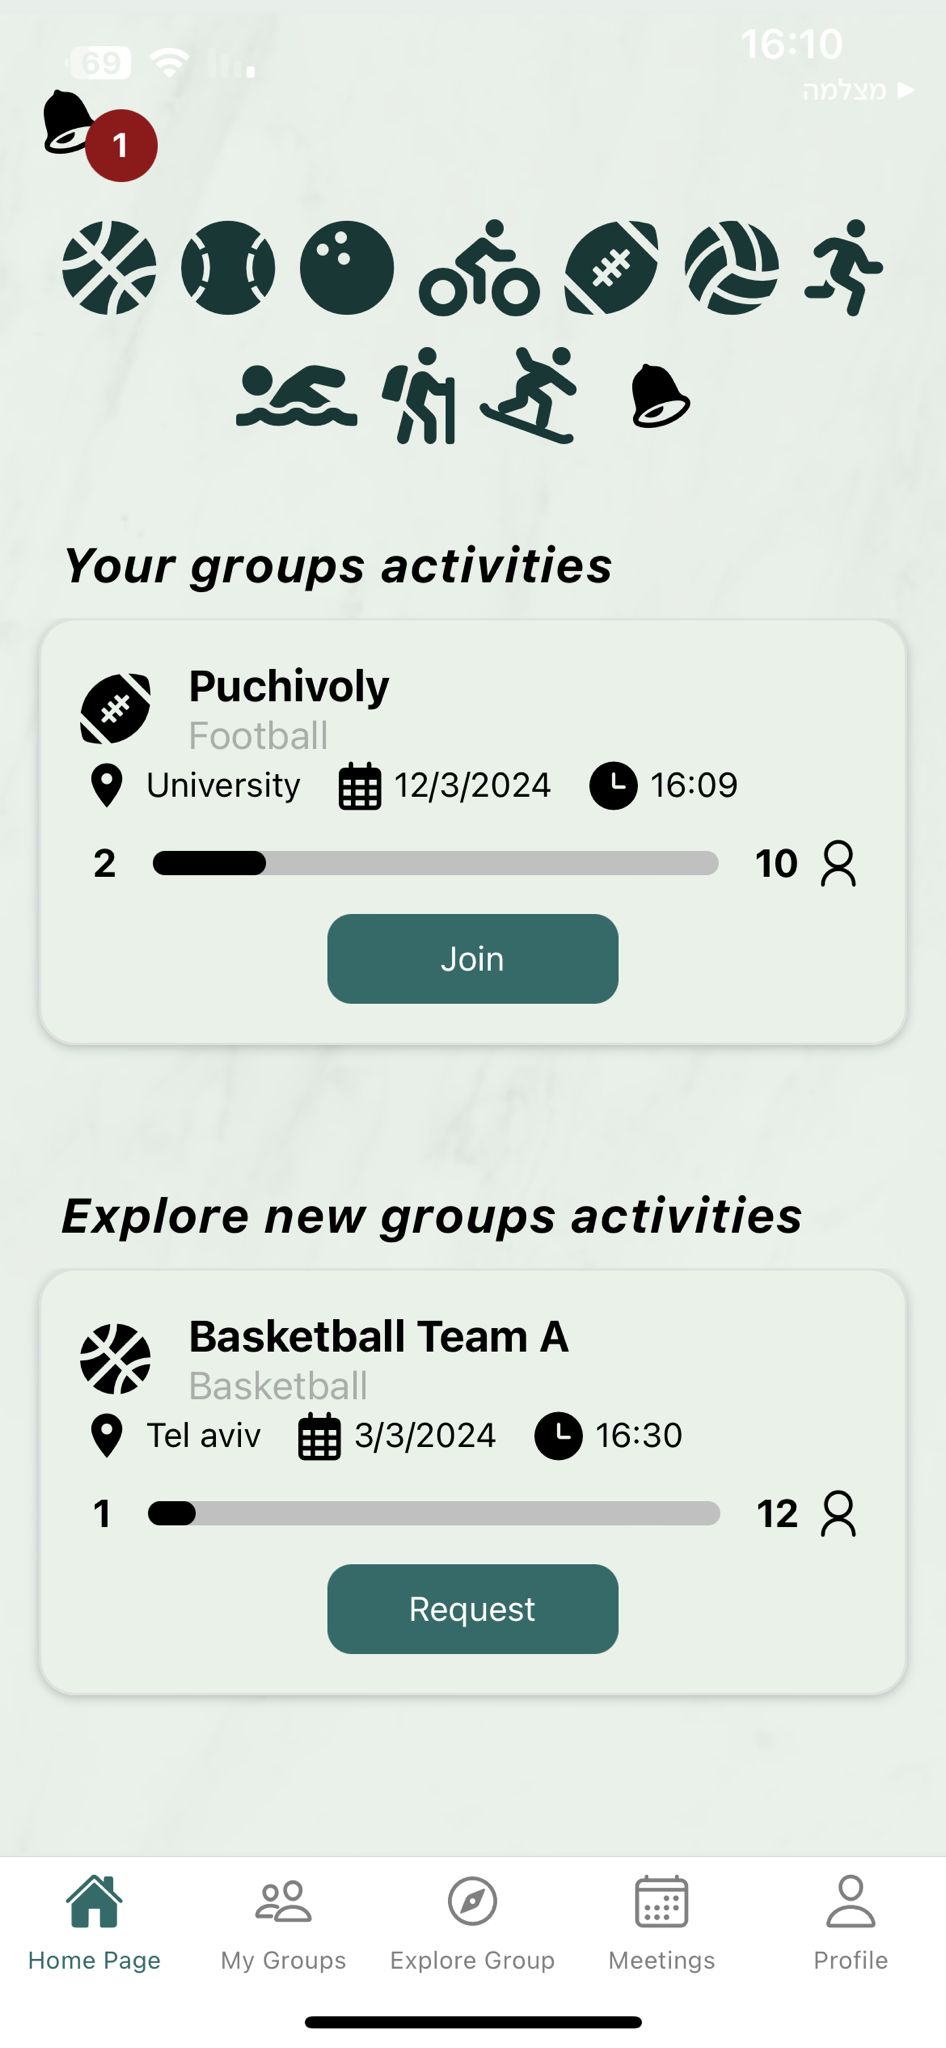 69
16:10
מצלמה
1
Your groups activities
Puchivoly
Football
University 12/3/2024 16:09
2 10
Join
Explore new groups activities
Basketball Team A
Basketball
Tel aviv 3/3/2024 16:30
1 12
Request
Home Page My Groups Explore Group Meetings Profile